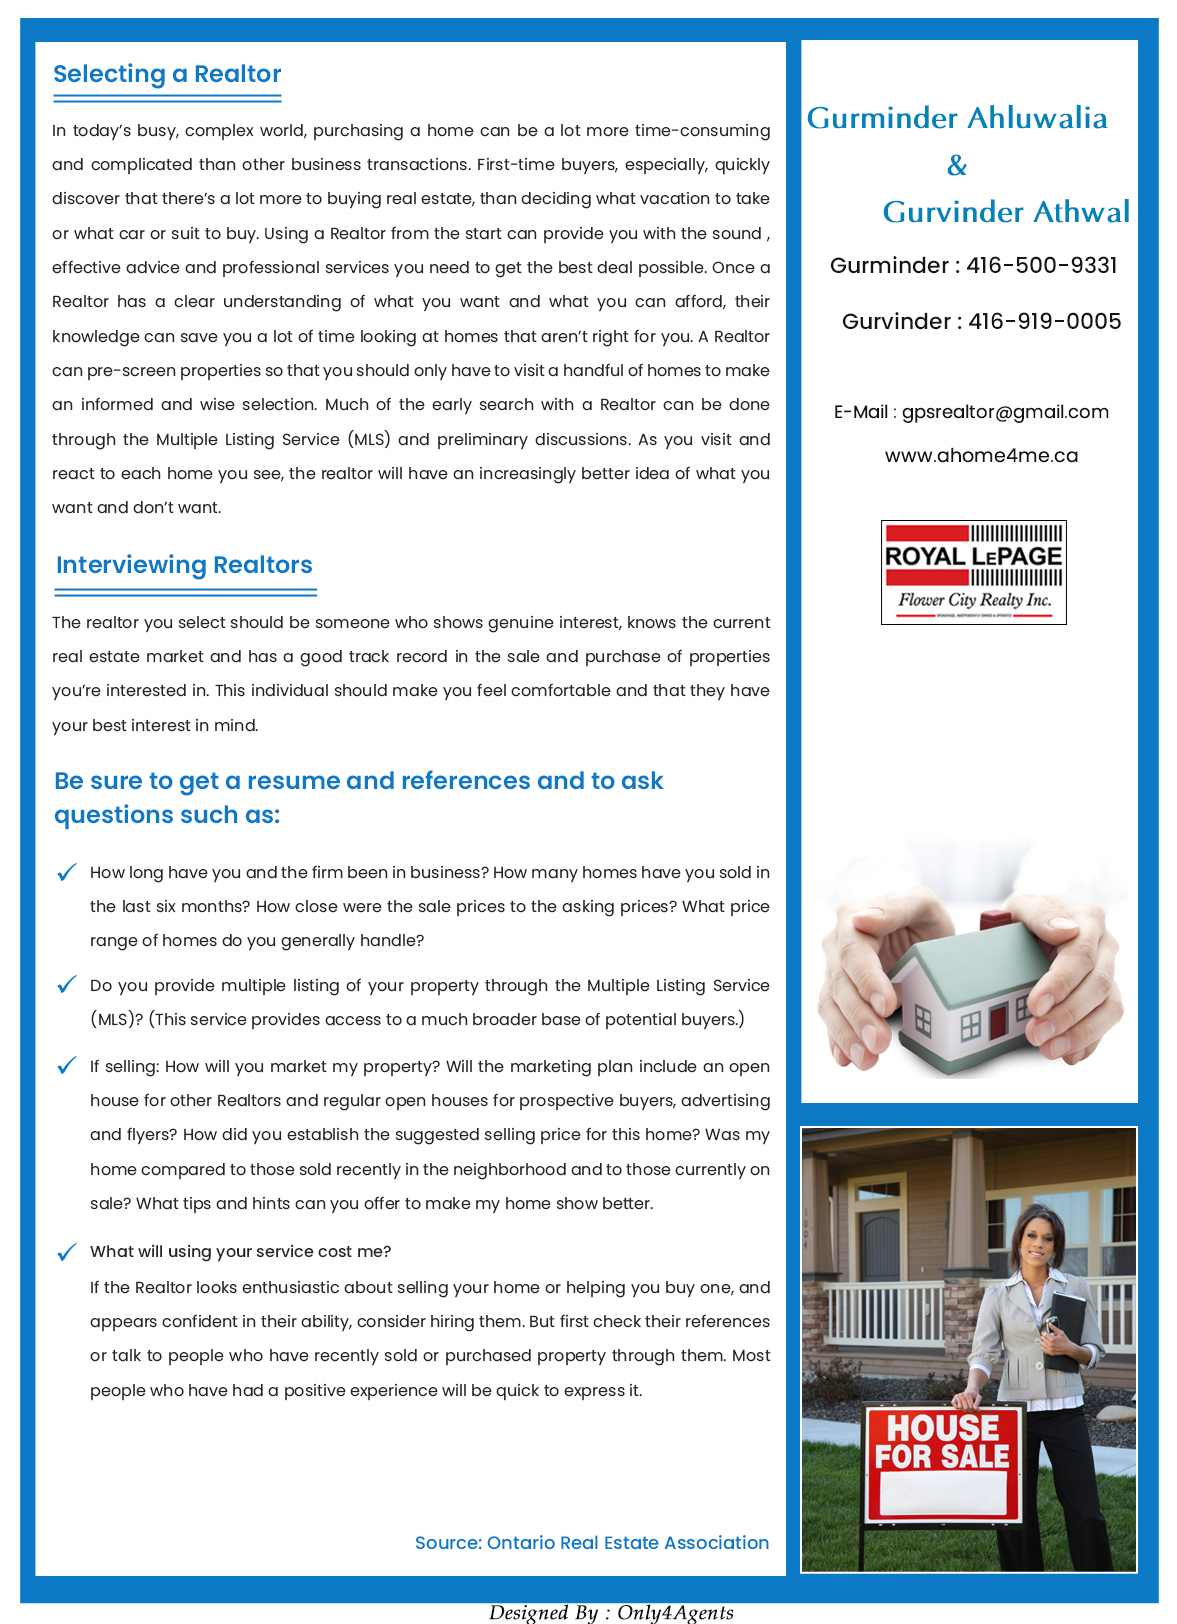 Selecting a Realtor
In today’s busy, complex world, purchasing a home can be a lot more time-consuming
and complicated than other business transactions. First-time buyers, especially, quickly
discover that there’s a lot more to buying real estate, than deciding what vacation to take
or what car or suit to buy. Using a Realtor from the start can provide you with the sound ,
effective advice and professional services you need to get the best deal possible. Once a
Realtor has a clear understanding of what you want and what you can afford, their
knowledge can save you a lot of time looking at homes that aren’t right for you. A Realtor
can pre-screen properties so that you should only have to visit a handful of homes to make
an informed and wise selection. Much of the early search with a Realtor can be done
through the Multiple Listing Service (MLS) and preliminary discussions. As you visit and
react to each home you see, the realtor will have an increasingly better idea of what you
want and don’t want.
Interviewing Realtors
The realtor you select should be someone who shows genuine interest, knows the current
real estate market and has a good track record in the sale and purchase of properties
you’re interested in. This individual should make you feel comfortable and that they have
your best interest in mind.
Be sure to get a resume and references and to ask
questions such as:
How long have you and the firm been in business? How many homes have you sold in
the last six months? How close were the sale prices to the asking prices? What price
range of homes do you generally handle?
Do you provide multiple listing of your property through the Multiple Listing Service
(MLS)? (This service provides access to a much broader base of potential buyers.)
If selling: How will you market my property? Will the marketing plan include an open
house for other Realtors and regular open houses for prospective buyers, advertising
and flyers? How did you establish the suggested selling price for this home? Was my
home compared to those sold recently in the neighborhood and to those currently on
sale? What tips and hints can you offer to make my home show better.
What will using your service cost me?
If the Realtor looks enthusiastic about selling your home or helping you buy one, and
appears confident in their ability, consider hiring them. But first check their references
or talk to people who have recently sold or purchased property through them. Most
people who have had a positive experience will be quick to express it.
Source: Ontario Real Estate Association
Gurminder Ahluwalia
&
Gurvinder Athwal
Gurminder : 416-500-9331
Gurvinder : 416-919-0005
E-Mail : gpsrealtor@gmail.com
www.ahome4me.ca
ROYAL LEPAGE
Flower City Realty Inc.
BROKERAGE, INDEPENDENTLY OWNED & OPERATED
1004
HOUSE
FOR SALE
Designed By : Only4Agents